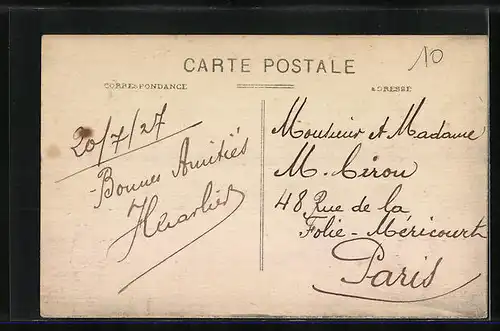 CARTE POSTALE
10
CORRESPONDANCE
ADRESSE
20/7/27
Bonnes Amitiés
Monsieur et Madame
M. Cirou
48 Rue de la
Folie-Méricourt
Paris